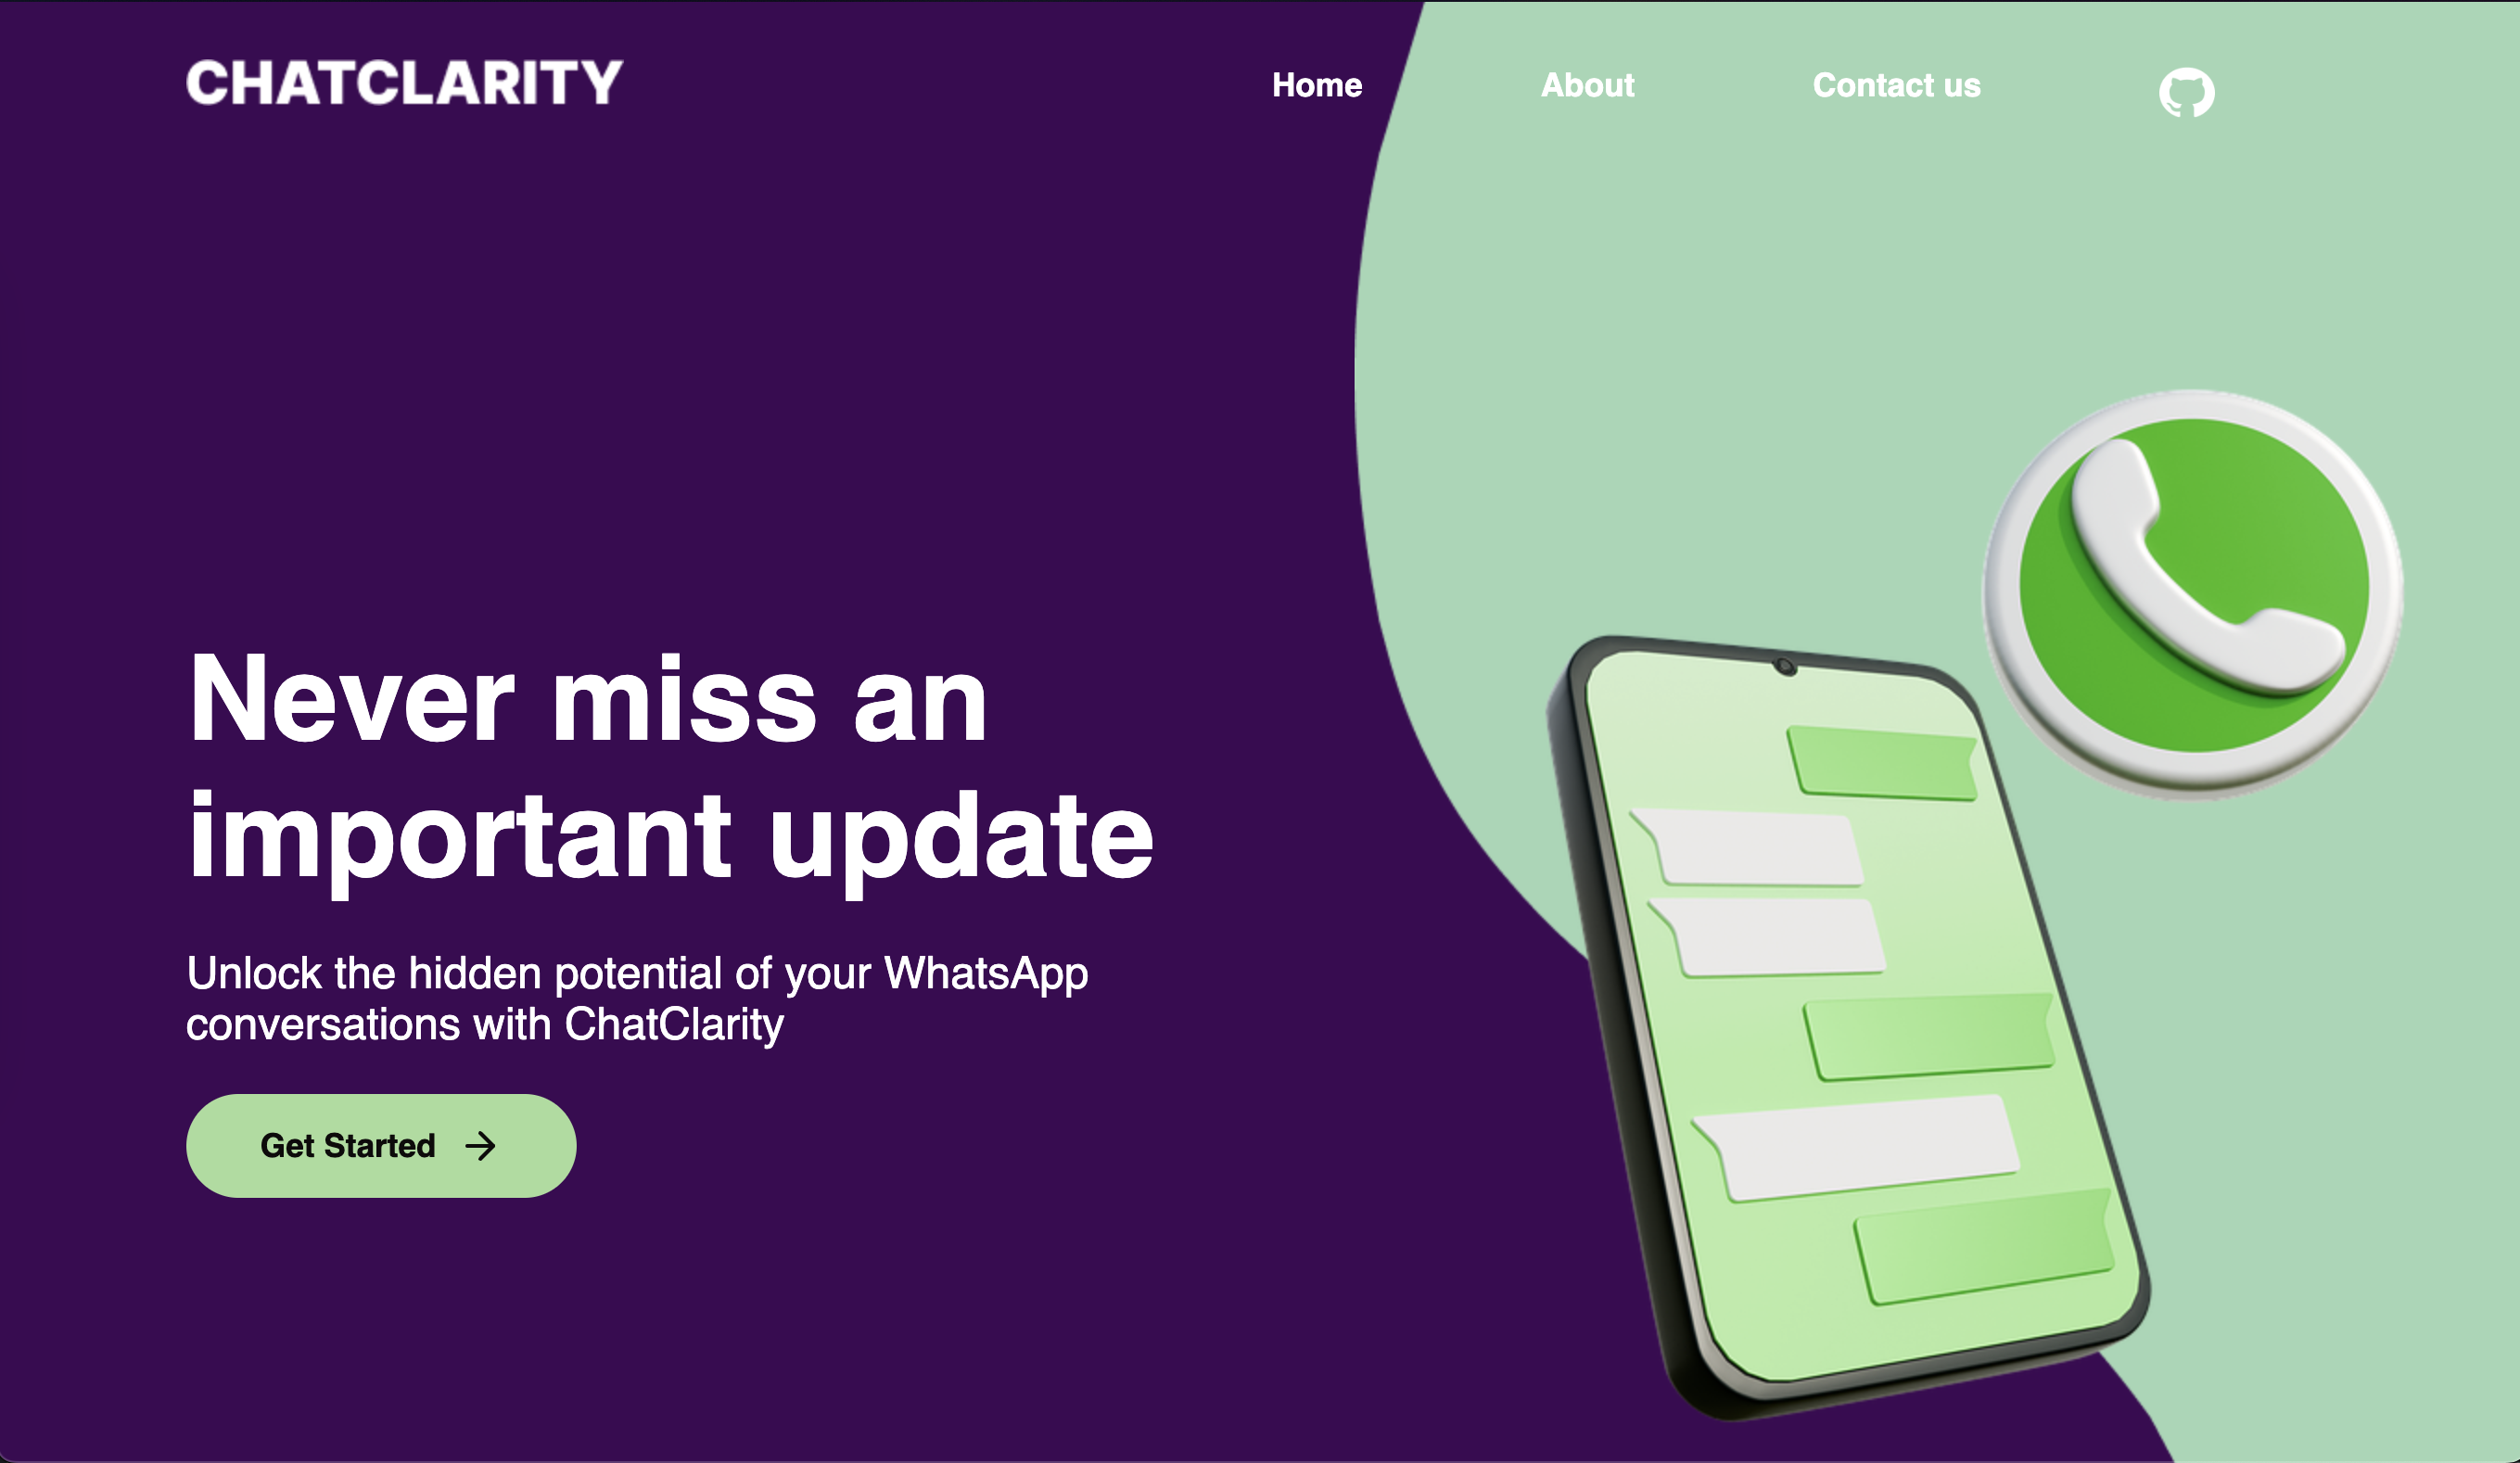 CHATCLARITY
Home
About
Contact us
Never miss an
important update
Unlock the hidden potential of your WhatsApp
conversations with ChatClarity
Get Started